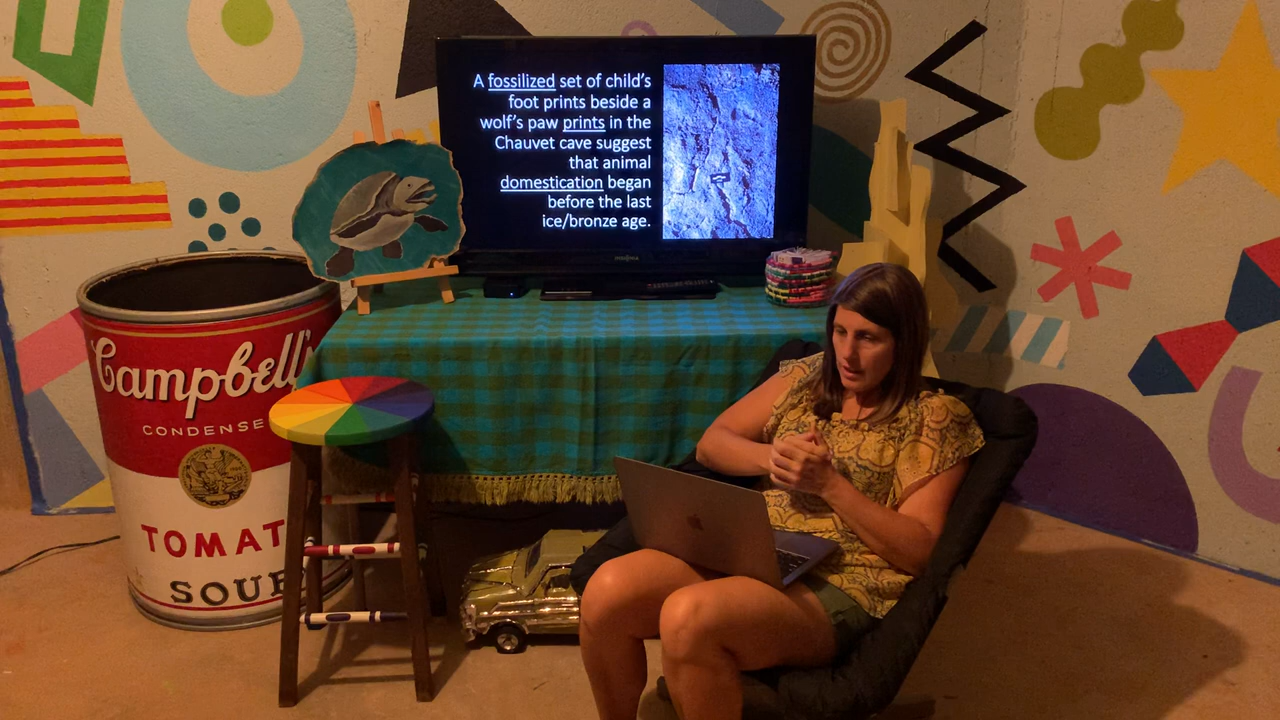 A fossilized set of child's
foot prints beside a
wolf's paw prints in the
Chauvet cave suggest
that animal
domestication began
before the last
ice/bronze age.
INSIGNIA
Campbell's
CONDENSE
TOMAT
SOUP